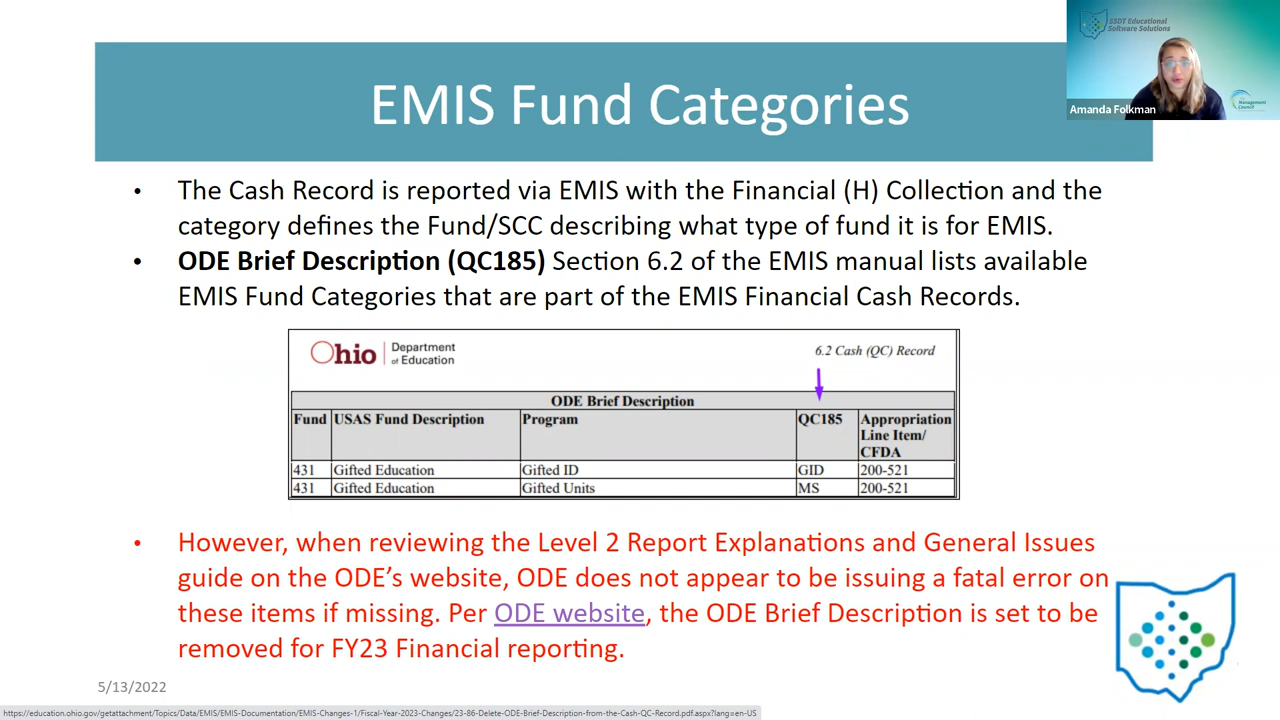 SSDT Educational
Software Solutions
Management
Council
Amanda Folkman
EMIS Fund Categories
• The Cash Record is reported via EMIS with the Financial (H) Collection and the
category defines the Fund/SCC describing what type of fund it is for EMIS.
• ODE Brief Description (QC185) Section 6.2 of the EMIS manual lists available
EMIS Fund Categories that are part of the EMIS Financial Cash Records.
Ohio Department
of Education
6.2 Cash (QC) Record
ODE Brief Description
Fund USAS Fund Description Program QC185 Appropriation
Line Item/
CFDA
431 Gifted Education Gifted ID GID 200-521
431 Gifted Education Gifted Units MS 200-521
• However, when reviewing the Level 2 Report Explanations and General Issues
guide on the ODE’s website, ODE does not appear to be issuing a fatal error on
these items if missing. Per ODE website, the ODE Brief Description is set to be
removed for FY23 Financial reporting.
5/13/2022
https://education.ohio.gov/getattachment/Topics/Data/EMIS/EMIS-Documentation/EMIS-Changes-1/Fiscal-Year-2023-Changes/23-86-Delete-ODE-Brief-Description-from-the-Cash-QC-Record.pdf.aspx?lang=en-US